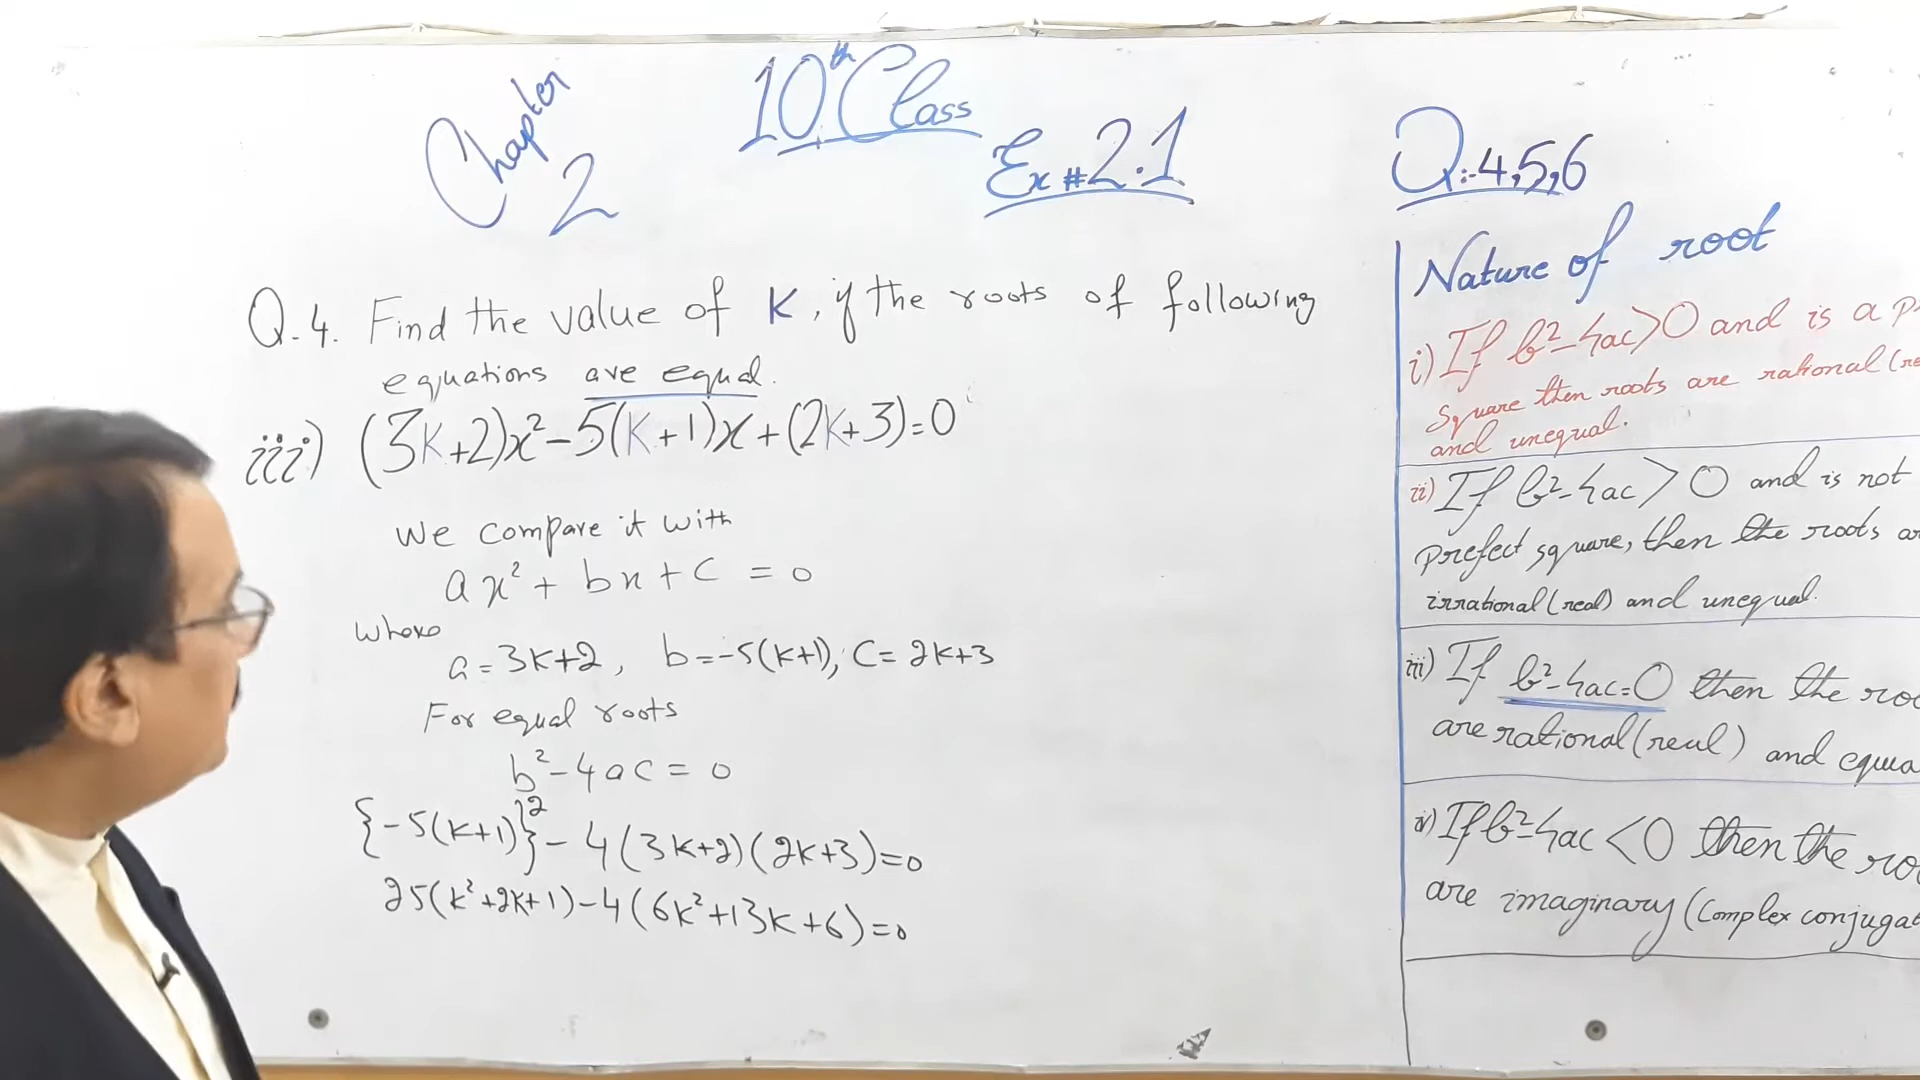 Chapter 2
10th Class
Ex # 2.1
Q:-4,5,6
Q.4. Find the value of K, if the roots of following
equations are equal.
iii) (3K+2)x²-5(K+1)x+(2K+3)=0
We compare it with
ax²+bx+c=0
where
a=3k+2, b=-5(k+1), c=2k+3
For equal roots
b²-4ac=0
{-5(k+1)}²-4(3k+2)(2k+3)=0
25(k²+2k+1)-4(6k²+13k+6)=0
Nature of root
i) If b²-4ac>0 and is a
Square then roots are rational
and unequal.
ii) If b²-4ac>0 and is not
prefect square, then the roots
irrational (real) and unequal.
iii) If b²-4ac=0 then the
are rational (real) and
iv) If b²-4ac<0 then the
are imaginary (Complex